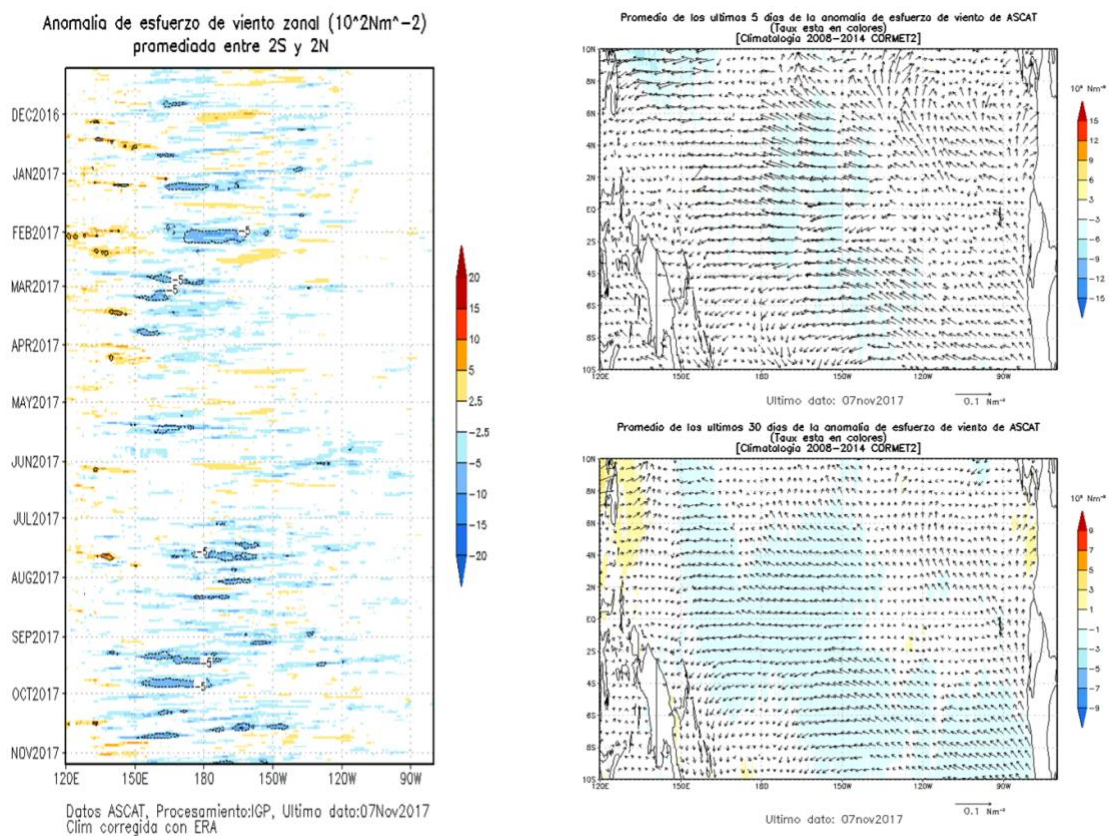 Anomalia de esfuerzo de viento zonal (10^2Nm^-2)
promediada entre 2S y 2N
DEC2016
JAN2017
FEB2017
MAR2017
APR2017
MAY2017
JUN2017
JUL2017
AUG2017
SEP2017
OCT2017
NOV2017
-5
-5
-5
-5
-5
-5
120E
150E
180
150W
120W
90W
20
15
10
5
2.5
-2.5
-5
-10
-15
-20
Datos ASCAT, Procesamiento:IGP, Ultimo dato:07Nov2017
Clim corregida con ERA
Promedio de los ultimos 5 dias de la anomalia de esfuerzo de viento de ASCAT
(Taux esta en colores)
[Climatologia 2008-2014 CORMET2]
10N
8N
6N
4N
2N
EQ
2S
4S
6S
8S
10S
120E
150E
180
150W
120W
90W
15
12
9
6
3
-3
-6
-9
-12
-15
Ultimo dato: 07nov2017
0.1 Nm⁻²
Promedio de los ultimos 30 dias de la anomalia de esfuerzo de viento de ASCAT
(Taux esta en colores)
[Climatologia 2008-2014 CORMET2]
10N
8N
6N
4N
2N
EQ
2S
4S
6S
8S
10S
120E
150E
180
150W
120W
90W
9
7
5
3
1
-1
-3
-5
-7
-9
Ultimo dato: 07nov2017
0.1 Nm⁻²